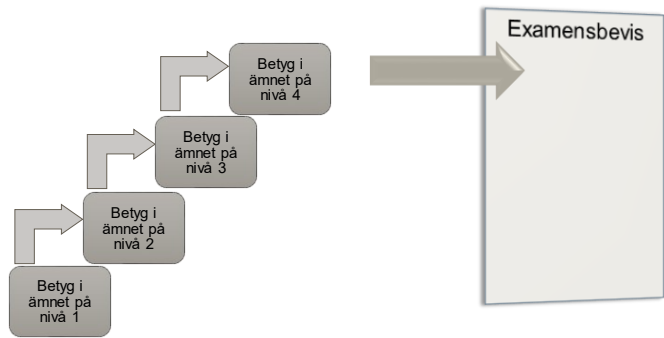 Examensbevis
Betyg i
ämnet på
nivå 4
Betyg i
ämnet på
nivå 3
Betyg i
ämnet på
nivå 2
Betyg i
ämnet på
nivå 1